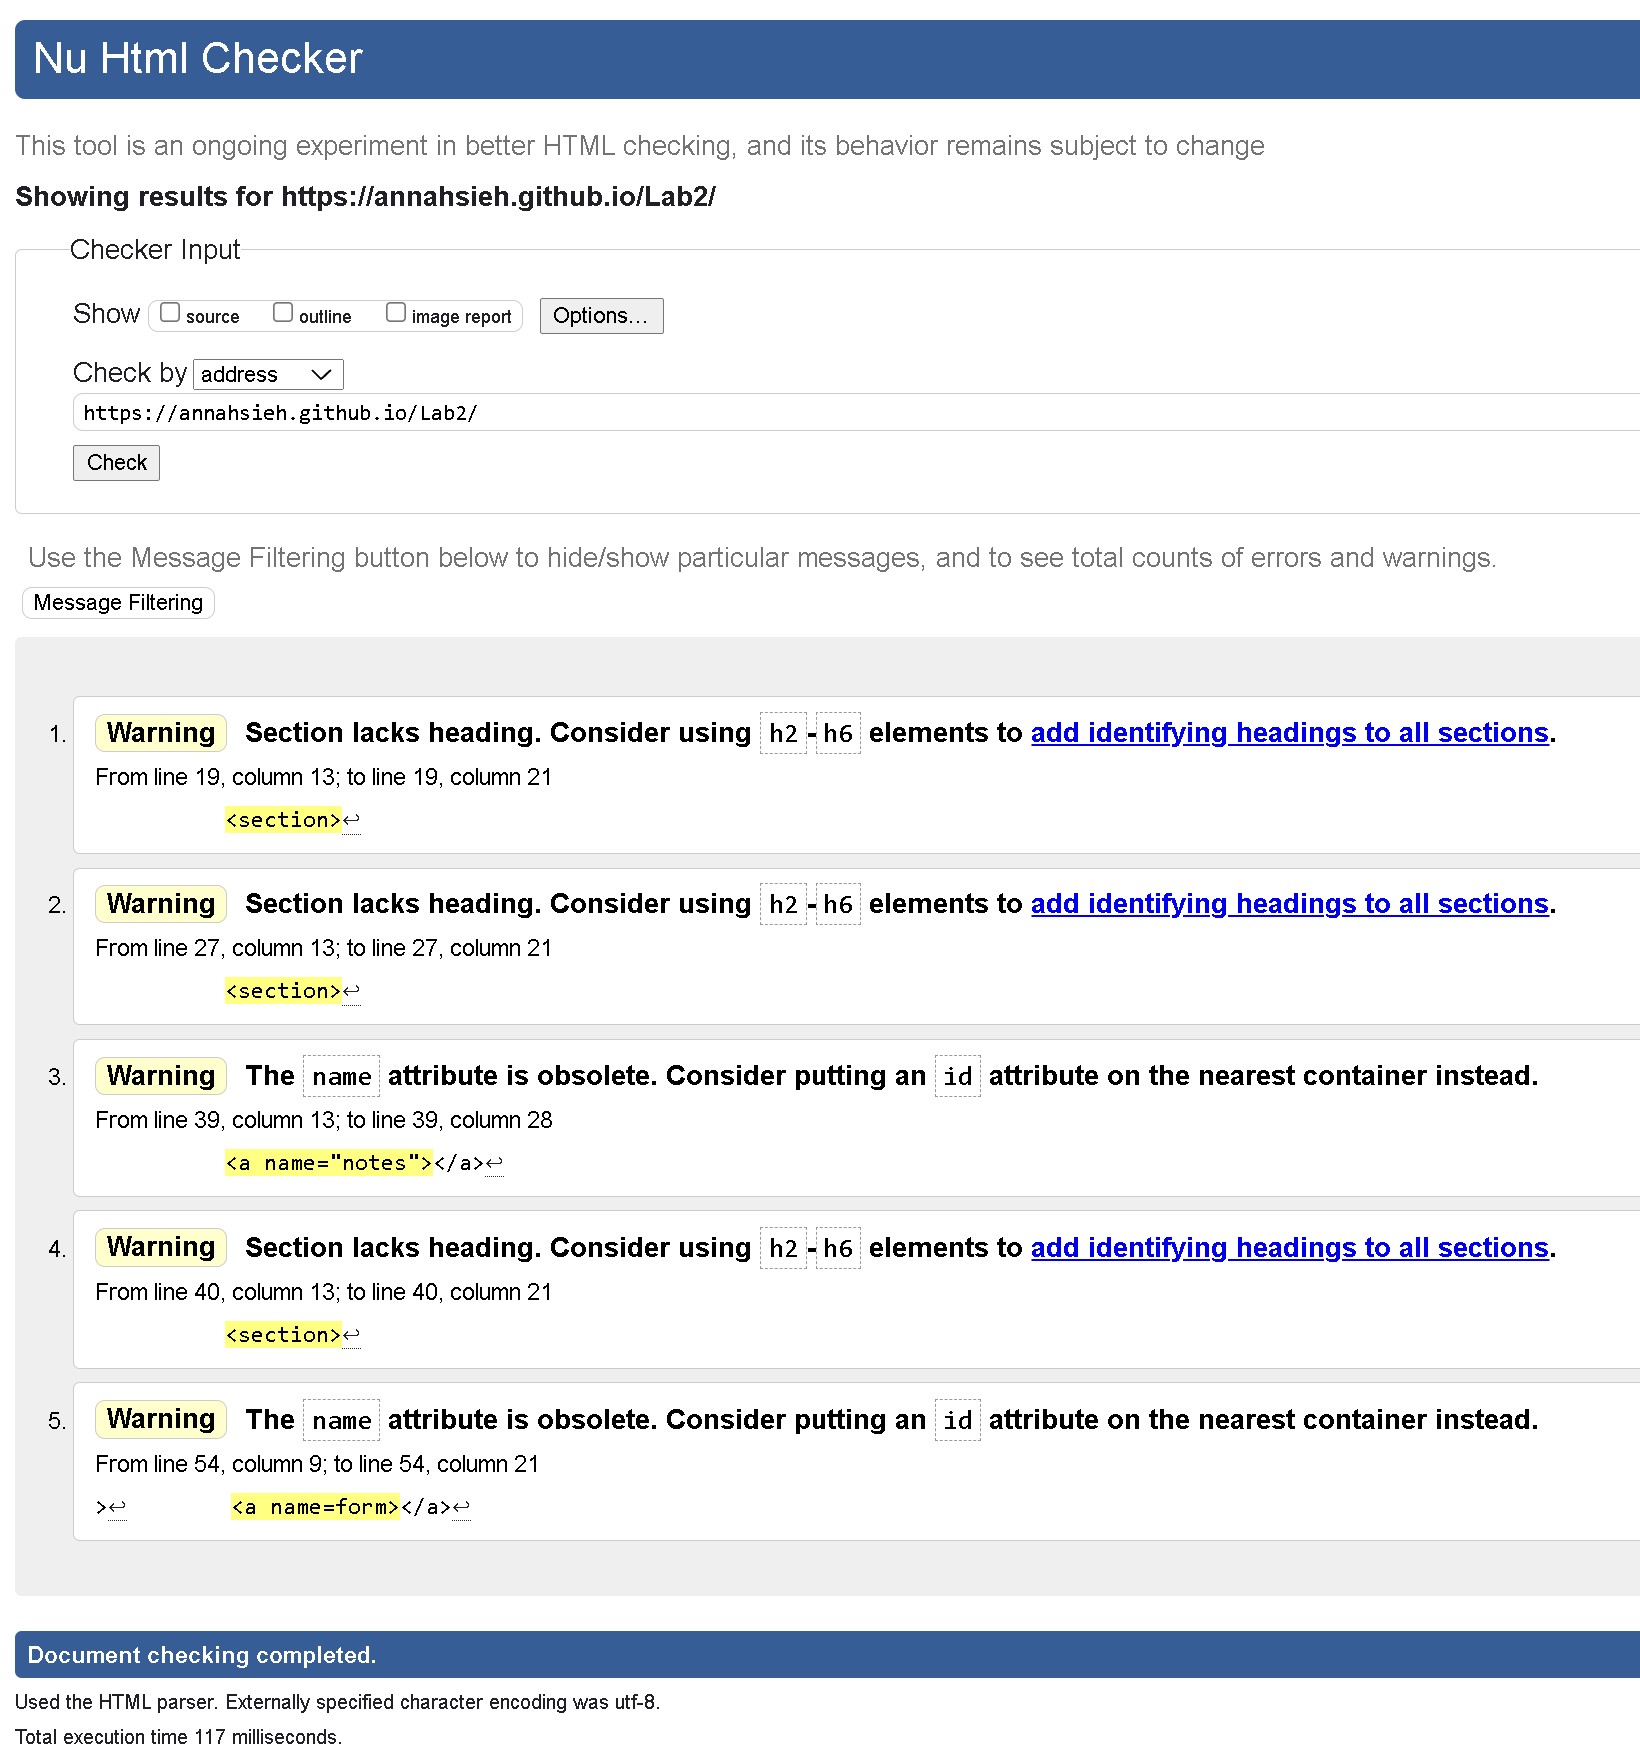 Nu Html Checker
This tool is an ongoing experiment in better HTML checking, and its behavior remains subject to change
Showing results for https://annahsieh.github.io/Lab2/
Checker Input
Show source outline image report Options...
Check by address
https://annahsieh.github.io/Lab2/
Check
Use the Message Filtering button below to hide/show particular messages, and to see total counts of errors and warnings.
Message Filtering
1. Warning Section lacks heading. Consider using h2-h6 elements to add identifying headings to all sections.
From line 19, column 13; to line 19, column 21
<section>↩
2. Warning Section lacks heading. Consider using h2-h6 elements to add identifying headings to all sections.
From line 27, column 13; to line 27, column 21
<section>↩
3. Warning The name attribute is obsolete. Consider putting an id attribute on the nearest container instead.
From line 39, column 13; to line 39, column 28
<a name="notes"></a>↩
4. Warning Section lacks heading. Consider using h2-h6 elements to add identifying headings to all sections.
From line 40, column 13; to line 40, column 21
<section>↩
5. Warning The name attribute is obsolete. Consider putting an id attribute on the nearest container instead.
From line 54, column 9; to line 54, column 21
>↩ <a name=form></a>↩
Document checking completed.
Used the HTML parser. Externally specified character encoding was utf-8.
Total execution time 117 milliseconds.